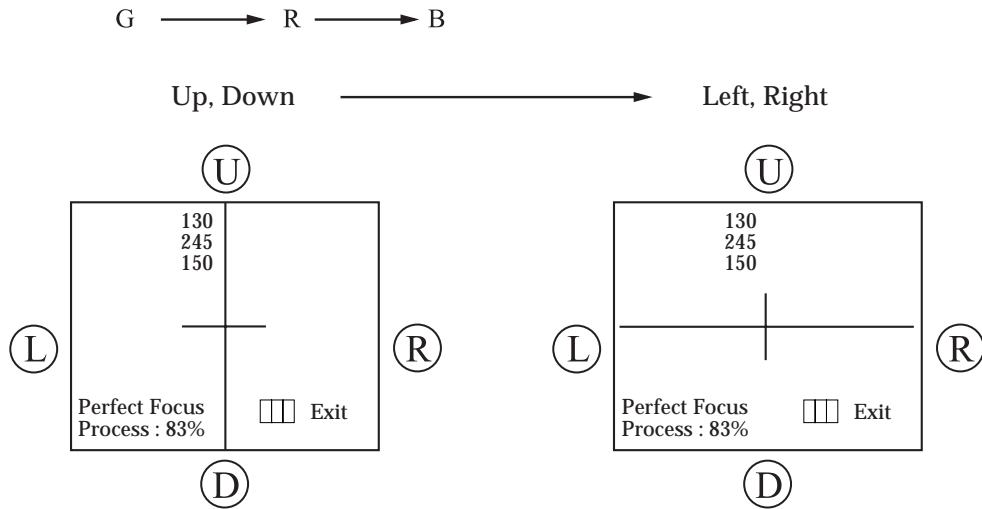 G R B
Up, Down Left, Right
U
130
245
150
L
R
Perfect Focus
Process : 83%
Exit
D
U
130
245
150
L
R
Perfect Focus
Process : 83%
Exit
D